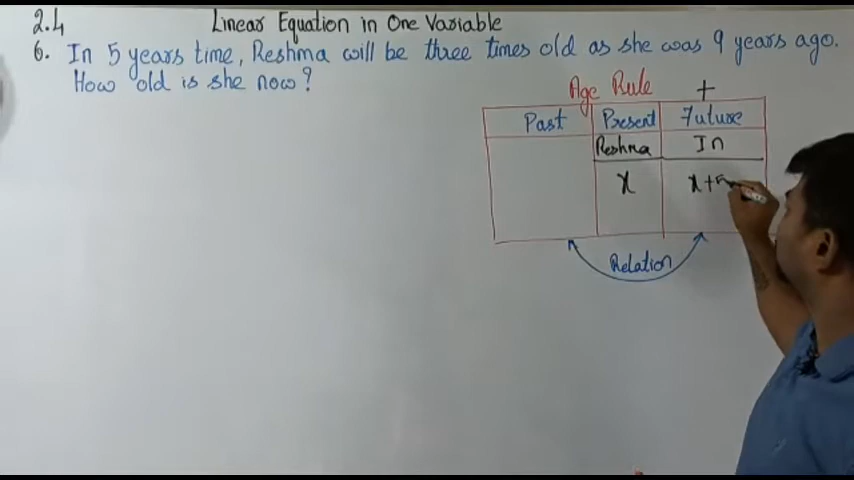 2.4 Linear Equation in One Variable
6. In 5 years time, Reshma will be three times old as she was 9 years ago.
How old is she now?
Age Rule +
Past Present Future
Reshma In
x x+5
Relation